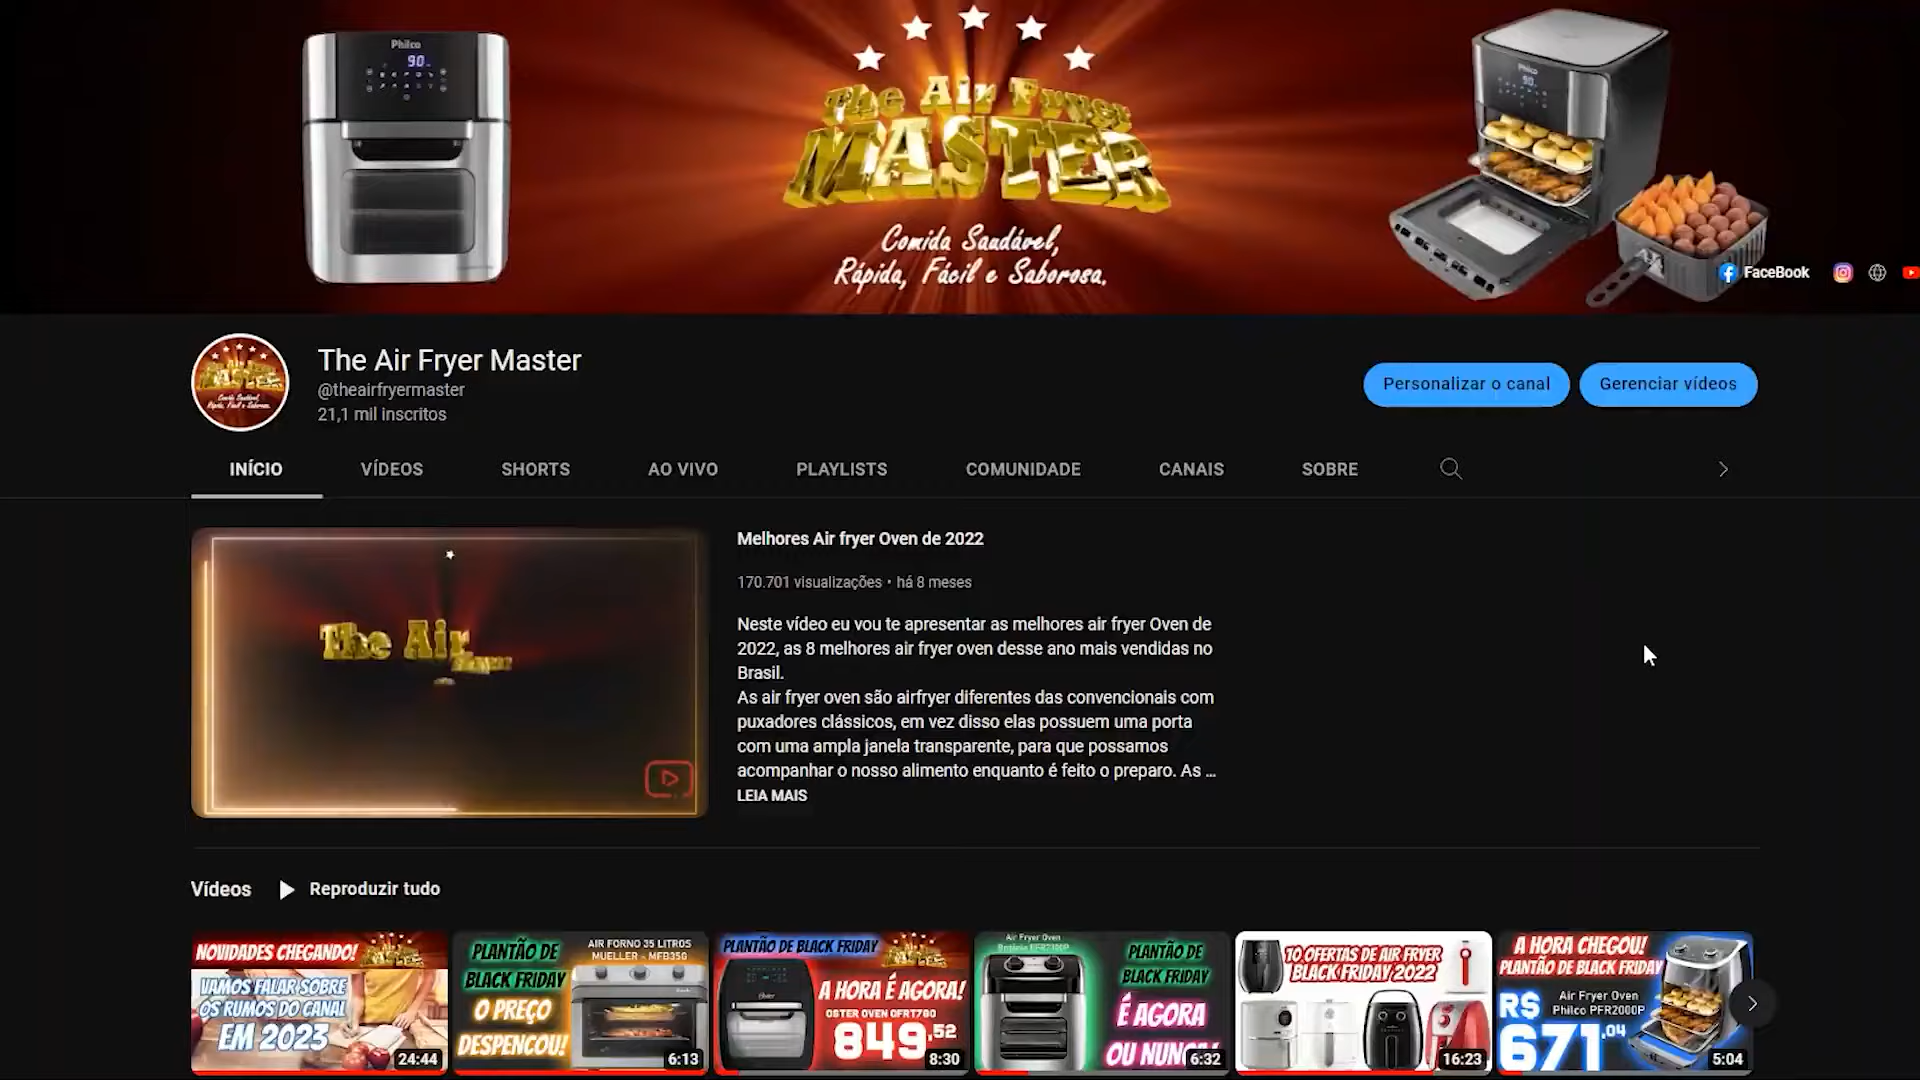 Philco
90
The Air Fryer
MASTER
Comida Saudável,
Rápida, Fácil e Saborosa.
Philco
90
FaceBook
The Air Fryer Master
@theairfryermaster
21,1 mil inscritos
Personalizar o canal
Gerenciar vídeos
INÍCIO
VÍDEOS
SHORTS
AO VIVO
PLAYLISTS
COMUNIDADE
CANAIS
SOBRE
The Air
Melhores Air fryer Oven de 2022
170.701 visualizações • há 8 meses
Neste vídeo eu vou te apresentar as melhores air fryer Oven de
2022, as 8 melhores air fryer oven desse ano mais vendidas no
Brasil.
As air fryer oven são airfryer diferentes das convencionais com
puxadores clássicos, em vez disso elas possuem uma porta
com uma ampla janela transparente, para que possamos
acompanhar o nosso alimento enquanto é feito o preparo. As ...
LEIA MAIS
Vídeos
Reproduzir tudo
NOVIDADES CHEGANDO!
VAMOS FALAR SOBRE
OS RUMOS DO CANAL
EM 2023
24:44
PLANTÃO DE
BLACK FRIDAY
O PREÇO
DESPENCOU!
AIR FORNO 35 LITROS
MUELLER - MFB35G
6:13
PLANTÃO DE BLACK FRIDAY
A HORA É AGORA!
OSTER OVEN OFRT780
849,52
8:30
Air Fryer Oven
PLANTÃO DE
BLACK FRIDAY
É AGORA
OU NUNC
6:32
10 OFERTAS DE AIR FRYER
BLACK FRIDAY 2022
16:23
A HORA CHEGOU!
PLANTÃO DE BLACK FRIDAY
Air Fryer Oven
Philco PFR2000P
R$
671,04
5:04